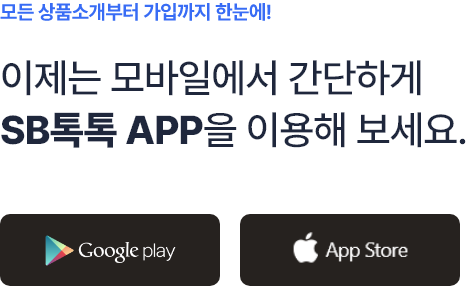 모든 상품소개부터 가입까지 한눈에!
이제는 모바일에서 간단하게
SB톡톡 APP을 이용해 보세요.
Google play
App Store